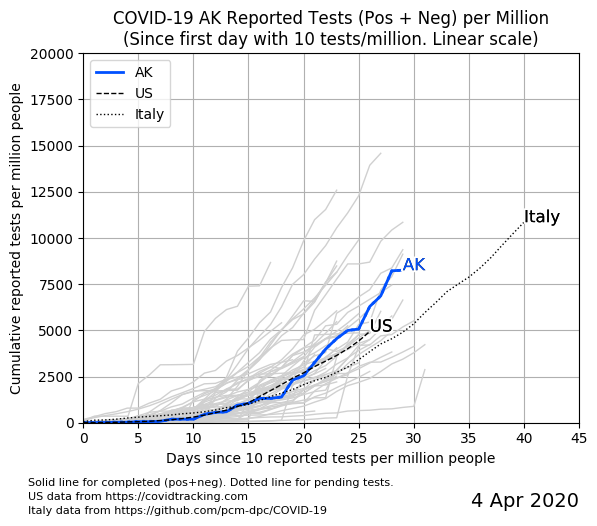 COVID-19 AK Reported Tests (Pos + Neg) per Million
(Since first day with 10 tests/million. Linear scale)
20000
17500
15000
12500
10000
7500
5000
2500
0
Cumulative reported tests per million people
AK
US
Italy
Italy
AK
US
0 5 10 15 20 25 30 35 40 45
Days since 10 reported tests per million people
Solid line for completed (pos+neg). Dotted line for pending tests.
US data from https://covidtracking.com
Italy data from https://github.com/pcm-dpc/COVID-19
4 Apr 2020